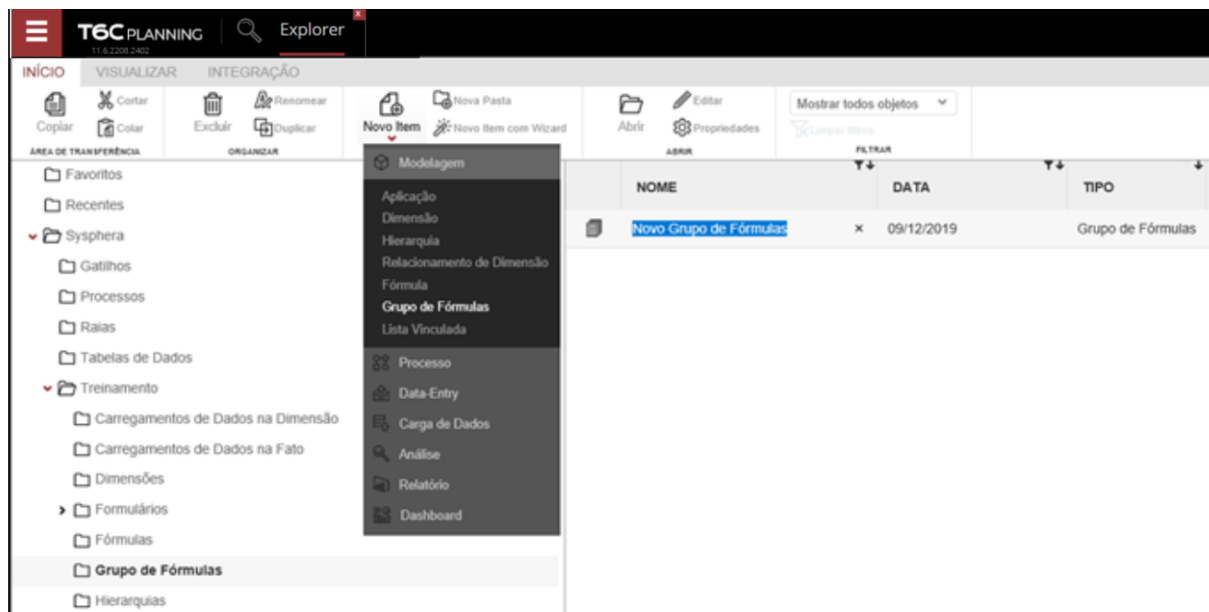 x
T6C PLANNING Explorer
11.6.2208.2402
INÍCIO VISUALIZAR INTEGRAÇÃO
Copiar Cortar Colar
Excluir Renomear Duplicar
Novo Item Nova Pasta Novo Item com Wizard
Abrir Editar Propriedades
Mostrar todos objetos
Limpar filtros
ÁREA DE TRANSFERÊNCIA ORGANIZAR ABRIR FILTRAR
Favoritos
Recentes
Sysphera
Gatilhos
Processos
Raias
Tabelas de Dados
Treinamento
Carregamentos de Dados na Dimensão
Carregamentos de Dados na Fato
Dimensões
Formulários
Fórmulas
Grupo de Fórmulas
Hierarquias
Modelagem
Aplicação
Dimensão
Hierarquia
Relacionamento de Dimensão
Fórmula
Grupo de Fórmulas
Lista Vinculada
Processo
Data-Entry
Carga de Dados
Análise
Relatório
Dashboard
NOME DATA TIPO
Novo Grupo de Fórmulas × 09/12/2019 Grupo de Fórmulas